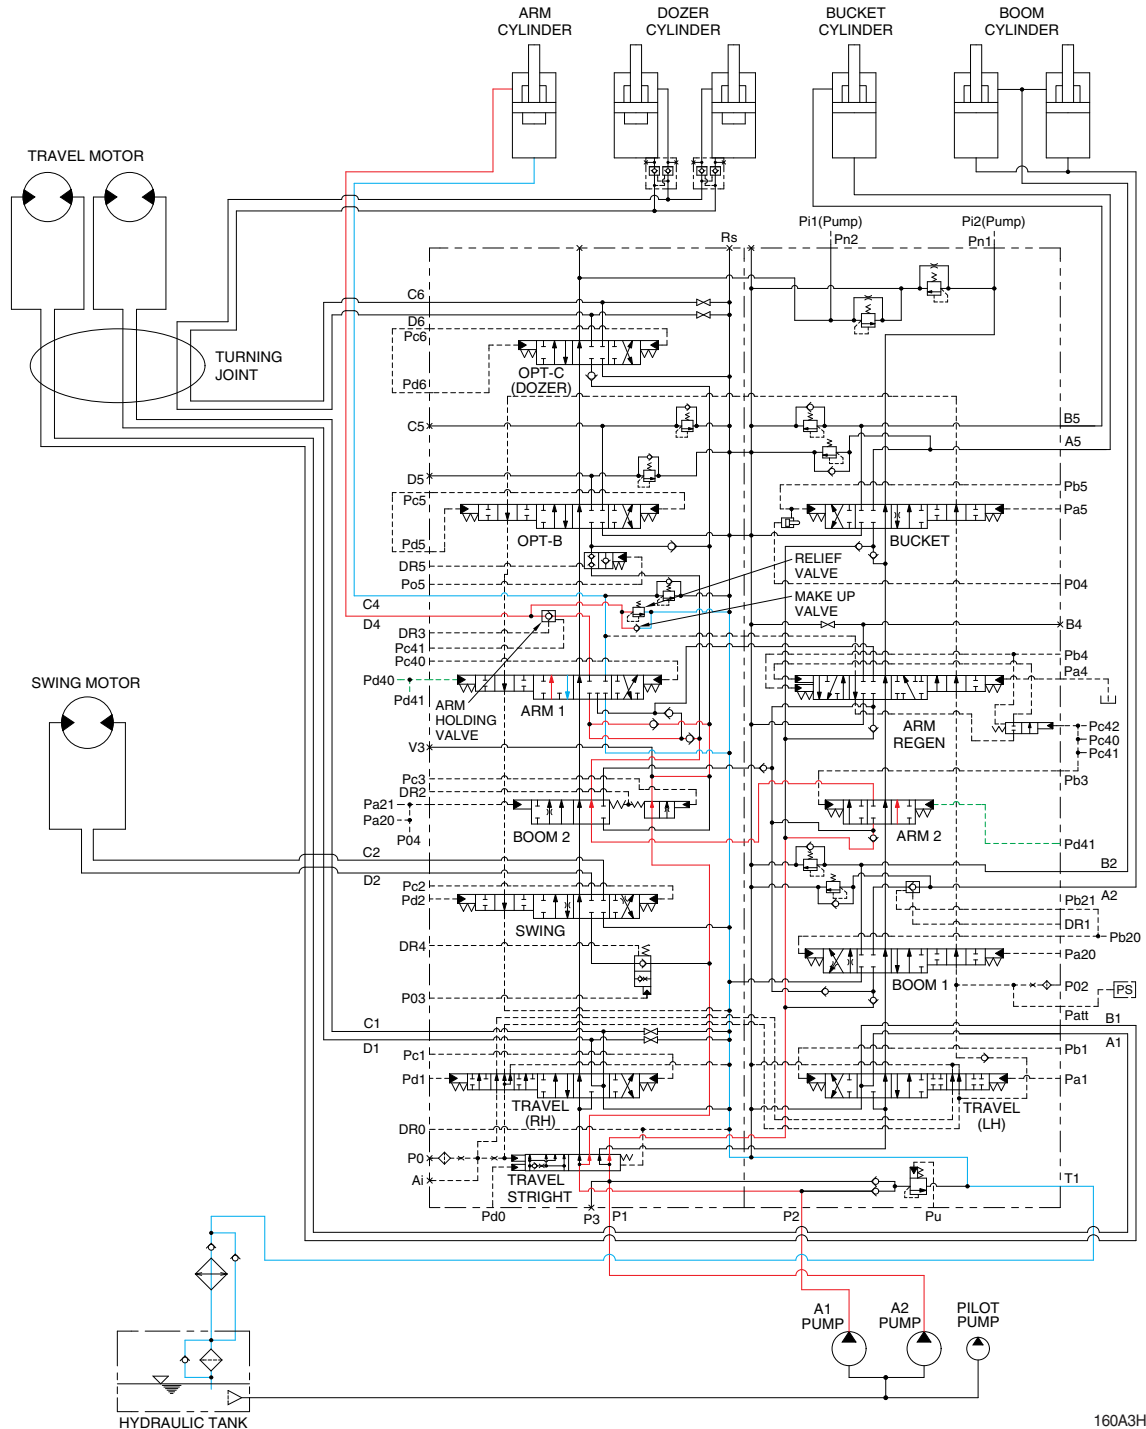 ARM
CYLINDER
DOZER
CYLINDER
BUCKET
CYLINDER
BOOM
CYLINDER
TRAVEL MOTOR
TURNING
JOINT
Rs
Pi1(Pump)
Pn2
Pi2(Pump)
Pn1
C6
D6
Pc6
Pd6
OPT-C
(DOZER)
C5
D5
Pc5
Pd5
OPT-B
DR5
Po5
B5
A5
Pb5
Pa5
BUCKET
RELIEF
VALVE
MAKE UP
VALVE
P04
C4
D4
DR3
Pc41
Pc40
Pd40
Pd41
ARM
HOLDING
VALVE
ARM 1
B4
Pb4
Pa4
ARM
REGEN
Pc42
Pc40
Pc41
SWING MOTOR
V3
Pc3
DR2
Pa21
Pa20
P04
BOOM 2
Pb3
ARM 2
Pd41
C2
D2
Pc2
Pd2
SWING
B2
A2
Pb21
DR1
Pb20
Pa20
BOOM 1
DR4
P03
P02
PS
Patt
C1
D1
Pc1
Pd1
TRAVEL
(RH)
B1
A1
Pb1
Pa1
TRAVEL
(LH)
DR0
P0
Ai
TRAVEL
STRIGHT
T1
Pd0
P3
P1
P2
Pu
A1
PUMP
A2
PUMP
PILOT
PUMP
HYDRAULIC TANK
160A3H